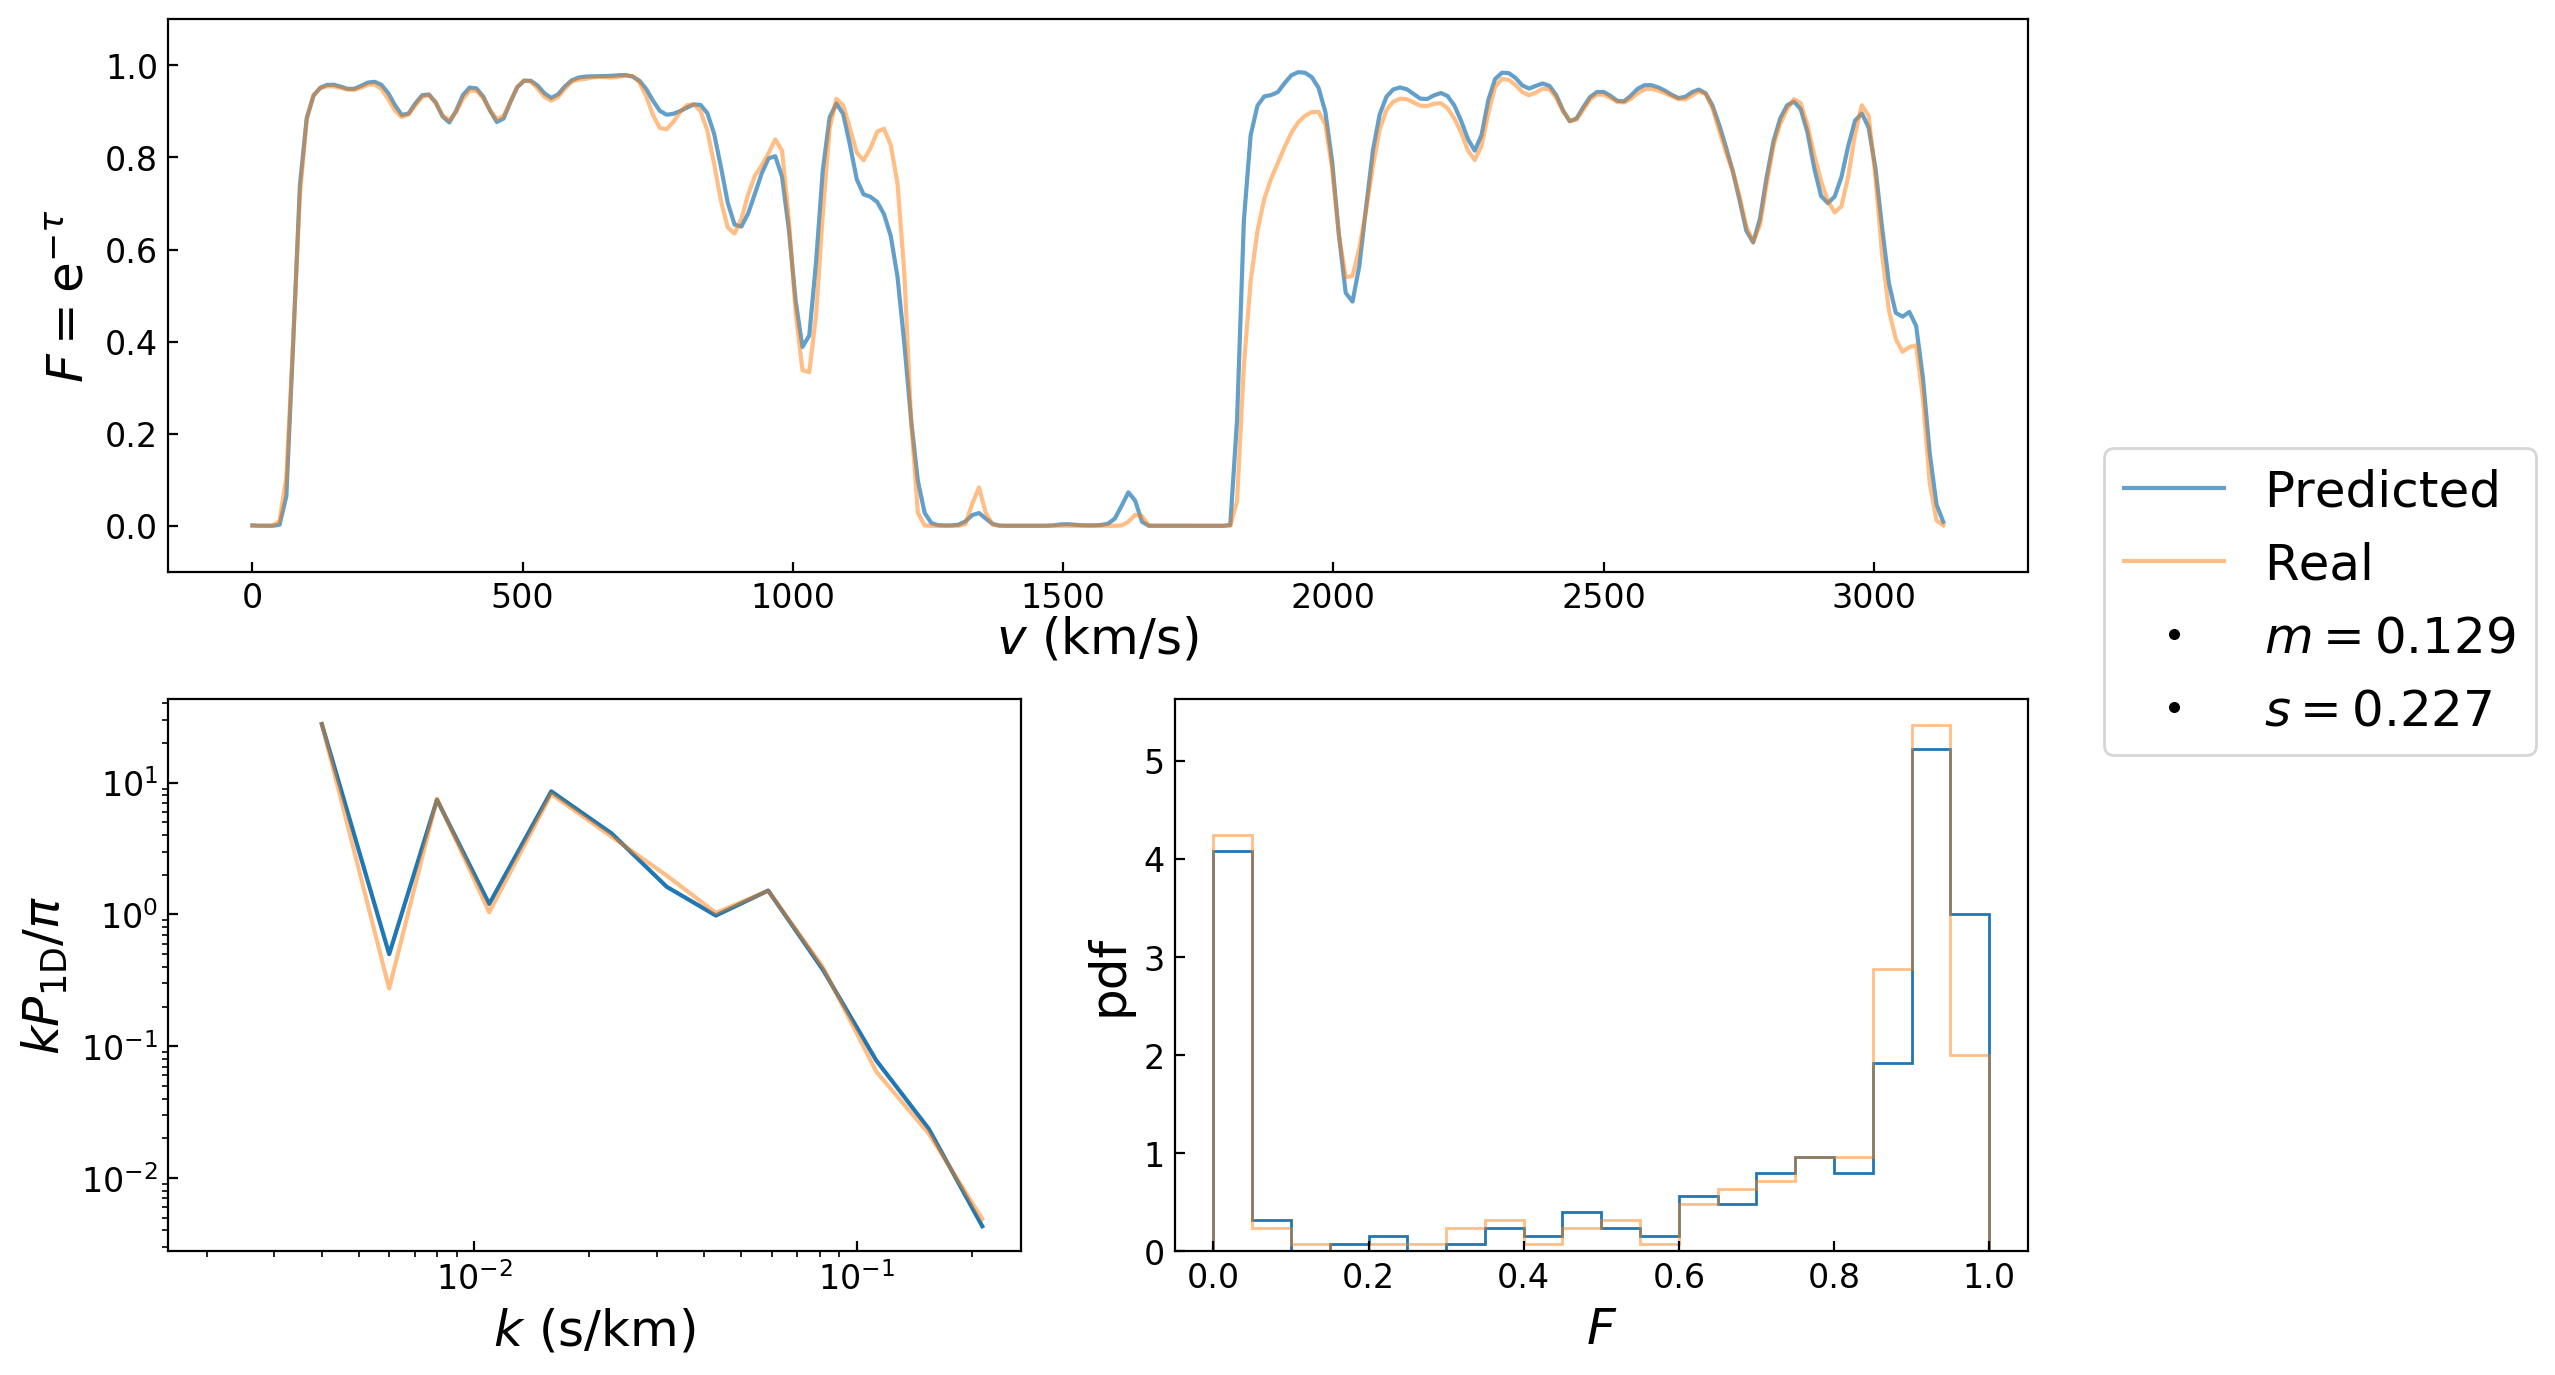 1.0
0.8
0.6
0.4
0.2
0.0
F = e^{-τ}
0 500 1000 1500 2000 2500 3000
v (km/s)
Predicted
Real
m = 0.129
s = 0.227
10^1
10^0
10^{-1}
10^{-2}
kP_{1D}/π
10^{-2} 10^{-1}
k (s/km)
5
4
3
2
1
0
pdf
0.0 0.2 0.4 0.6 0.8 1.0
F